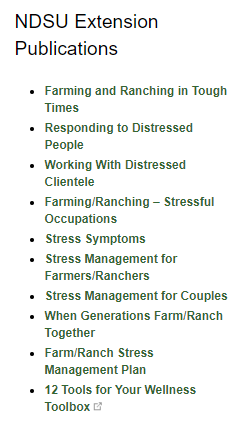 NDSU Extension
Publications
Farming and Ranching in Tough
Times
Responding to Distressed
People
Working With Distressed
Clientele
Farming/Ranching – Stressful
Occupations
Stress Symptoms
Stress Management for
Farmers/Ranchers
Stress Management for Couples
When Generations Farm/Ranch
Together
Farm/Ranch Stress
Management Plan
12 Tools for Your Wellness
Toolbox